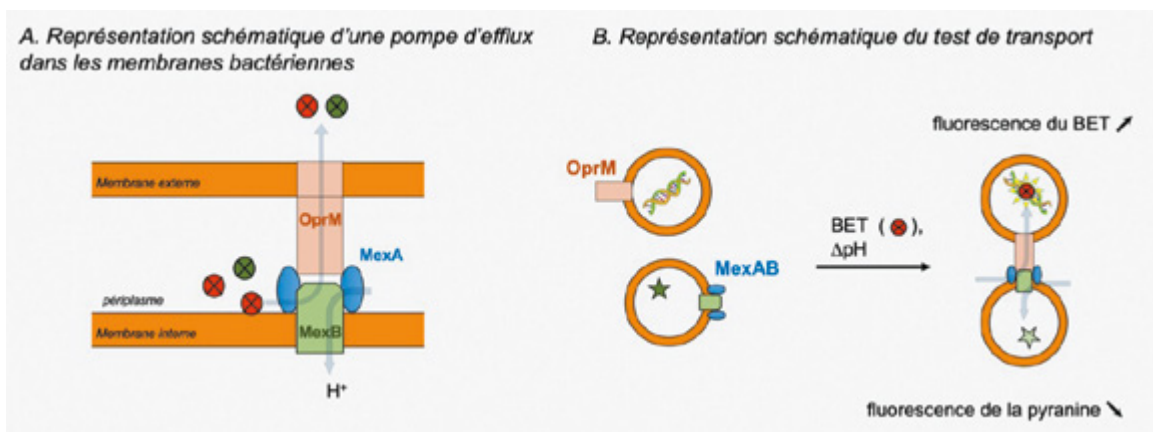 A. Représentation schématique d'une pompe d'efflux
dans les membranes bactériennes
Membrane externe
OprM
MexA
périplasme
MexB
Membrane interne
H⁺
B. Représentation schématique du test de transport
fluorescence du BET ➚
OprM
BET ( ⊗ ),
ΔpH
MexAB
fluorescence de la pyranine ➘